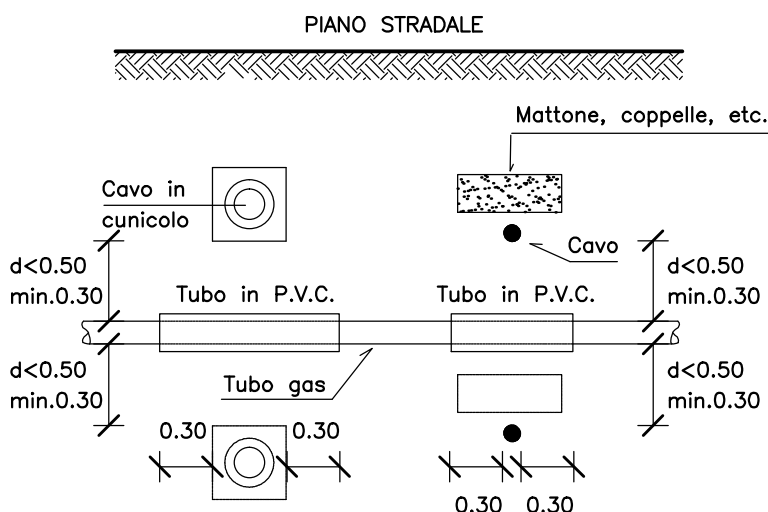 PIANO STRADALE
Mattone, coppelle, etc.
Cavo in
cunicolo
Cavo
d<0.50
min.0.30
d<0.50
min.0.30
Tubo in P.V.C.
Tubo in P.V.C.
Tubo gas
d<0.50
min.0.30
d<0.50
min.0.30
0.30
0.30
0.30
0.30